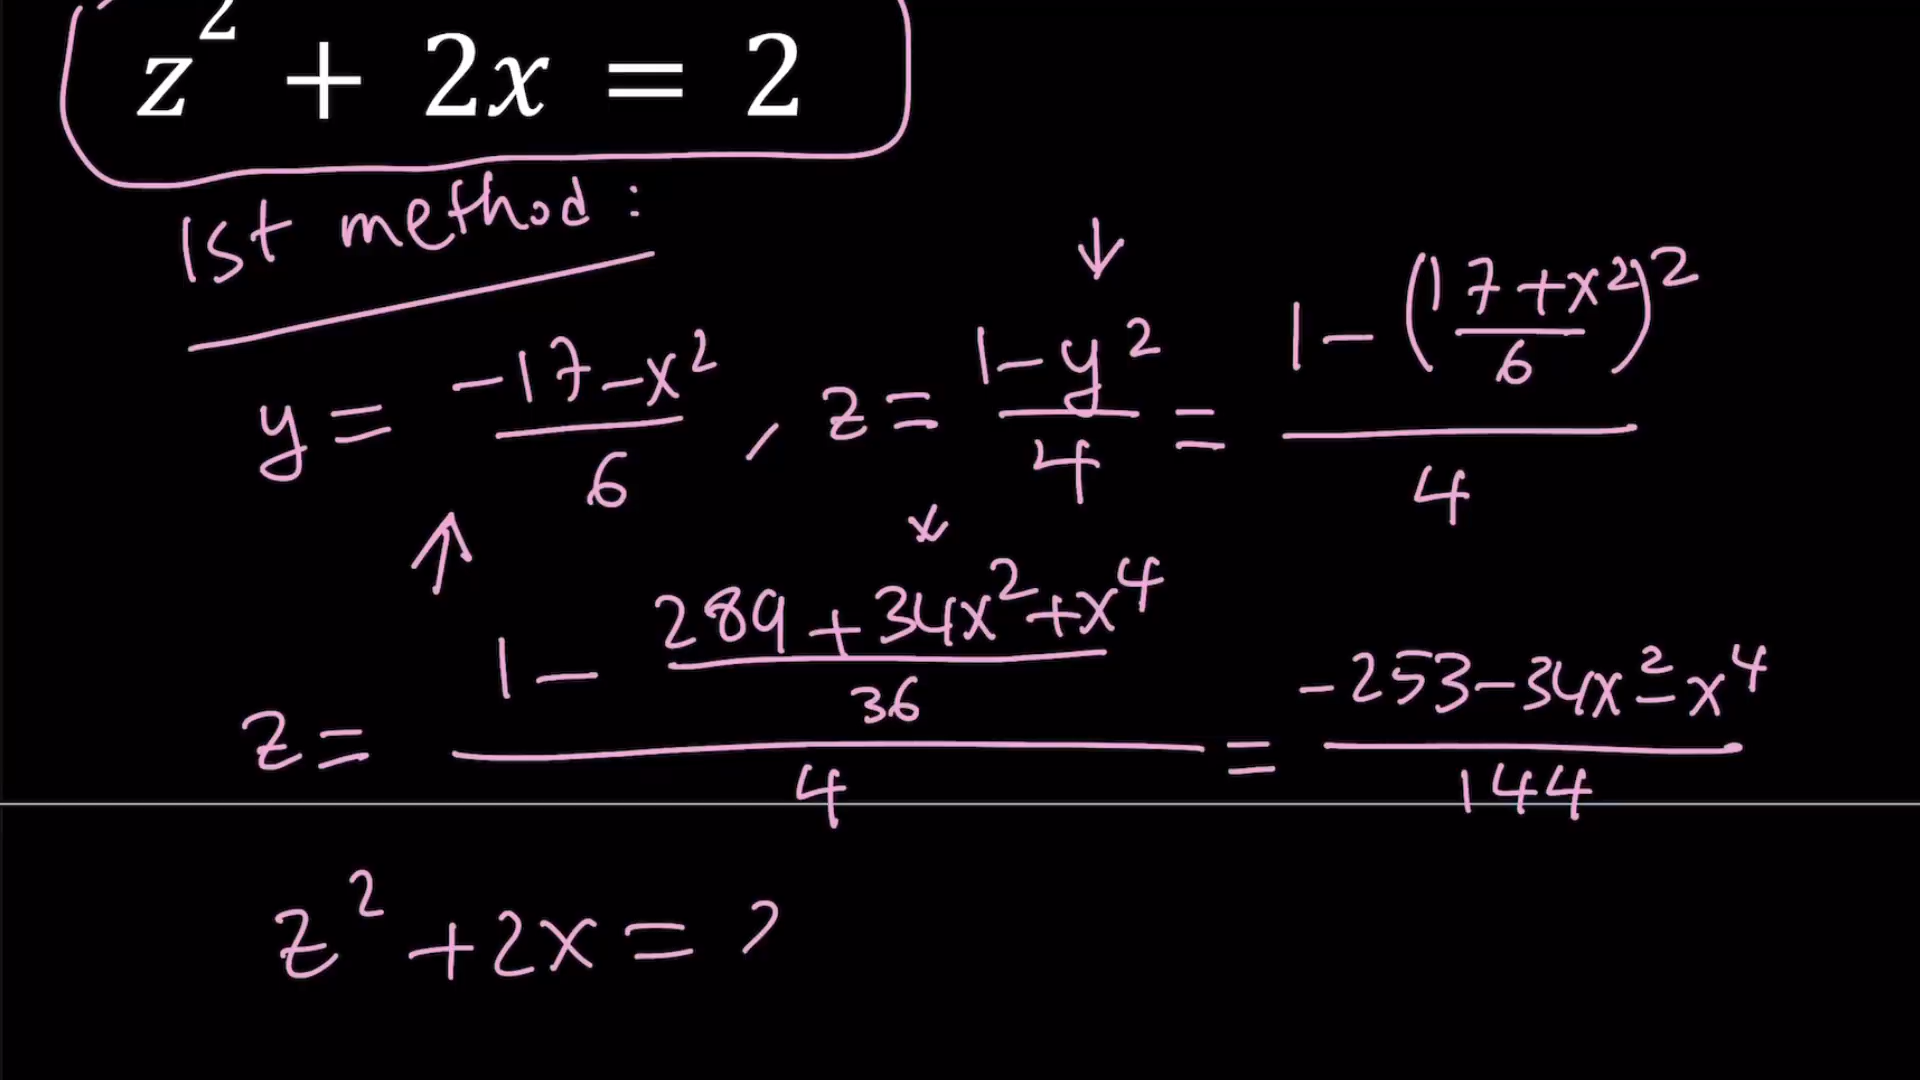 z² + 2x = 2
1st method:
y = (-17-x²)/6 , z = (1-y²)/4 = (1-((17+x²)/6)²)/4
z = (1-(289+34x²+x⁴)/36)/4 = (-253-34x²-x⁴)/144
z²+2x=2